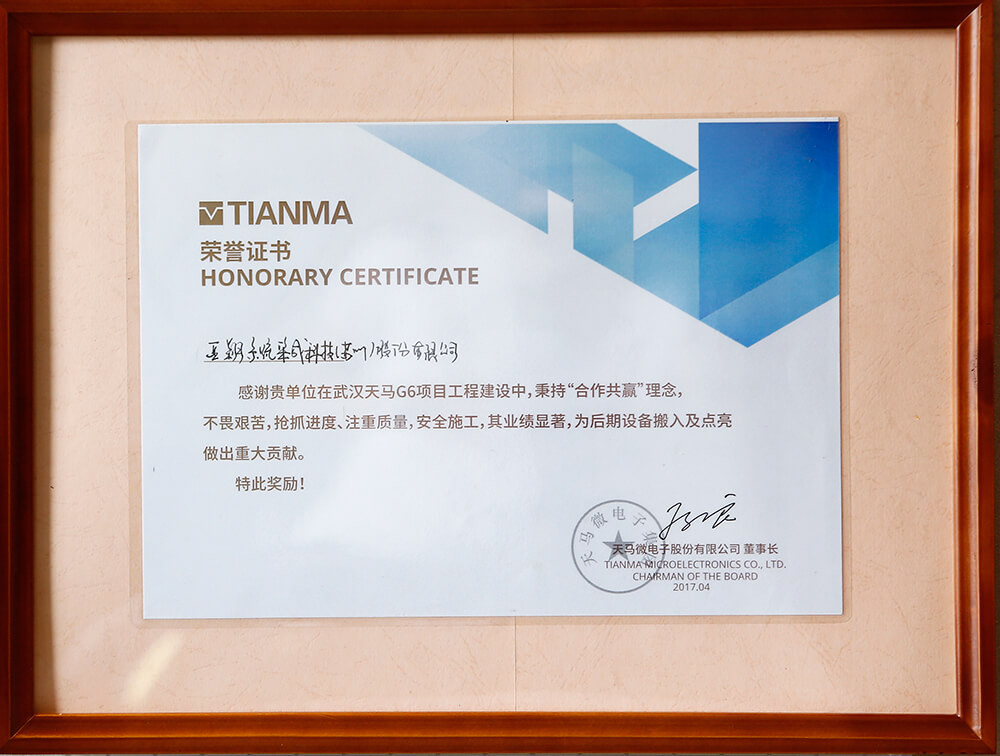 TIANMA
荣誉证书
HONORARY CERTIFICATE
亚翔系统集成科技(苏州)股份有限公司
感谢贵单位在武汉天马G6项目工程建设中,秉持“合作共赢”理念,
不畏艰苦,抢抓进度、注重质量,安全施工,其业绩显著,为后期设备搬入及点亮
做出重大贡献。
特此奖励!
天马微电子集
天马微电子股份有限公司 董事长
TIANMA MICROELECTRONICS CO., LTD.
CHAIRMAN OF THE BOARD
2017.04